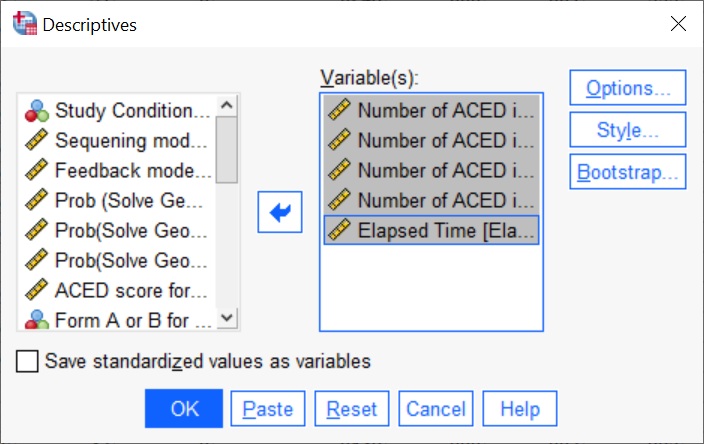 Descriptives
Study Condition...
Sequening mod...
Feedback mode...
Prob (Solve Ge...
Prob(Solve Geo...
Prob(Solve Geo...
ACED score for...
Form A or B for ...
Variable(s):
Number of ACED i...
Number of ACED i...
Number of ACED i...
Number of ACED i...
Elapsed Time [Ela...
Options...
Style...
Bootstrap...
Save standardized values as variables
OK Paste Reset Cancel Help